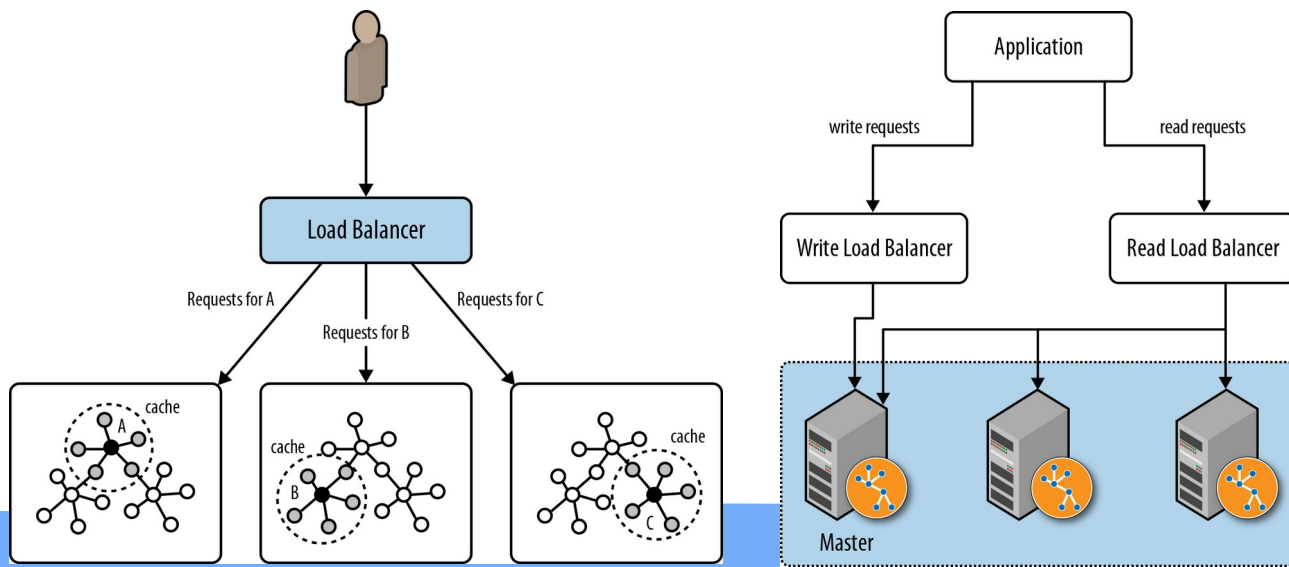 Load Balancer
Requests for A
Requests for B
Requests for C
cache
A
cache
B
cache
C
Application
write requests
read requests
Write Load Balancer
Read Load Balancer
Master